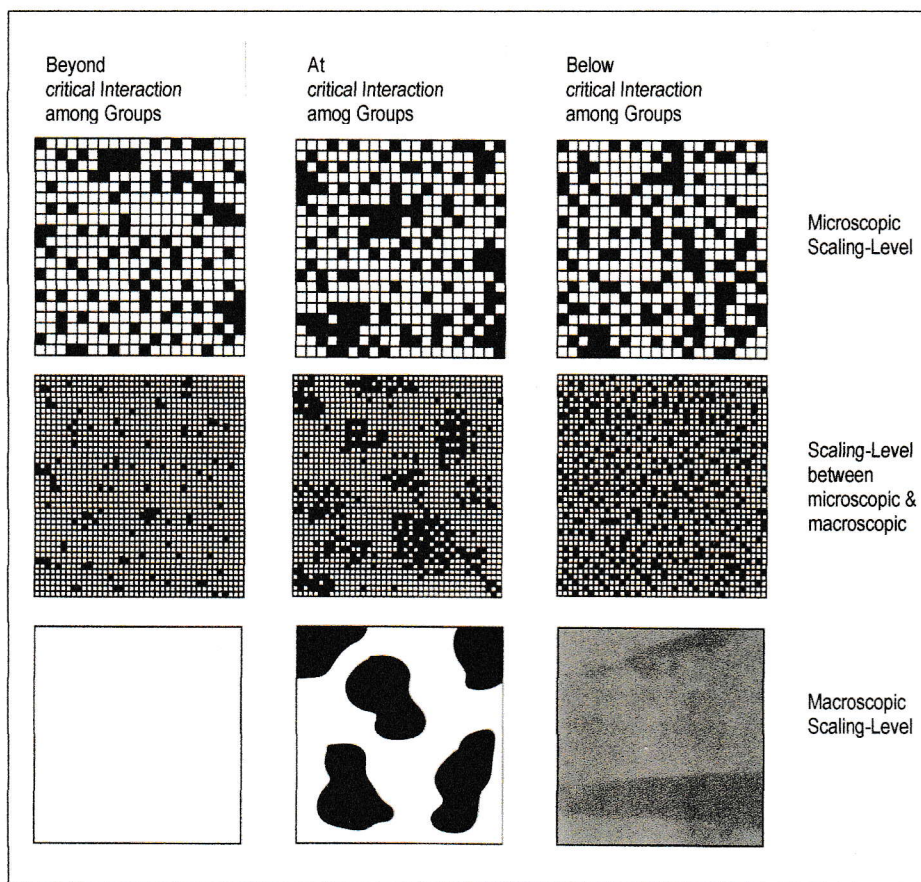 Beyond
critical Interaction
among Groups
At
critical Interaction
amog Groups
Below
critical Interaction
among Groups
Microscopic
Scaling-Level
Scaling-Level
between
microscopic &
macroscopic
Macroscopic
Scaling-Level